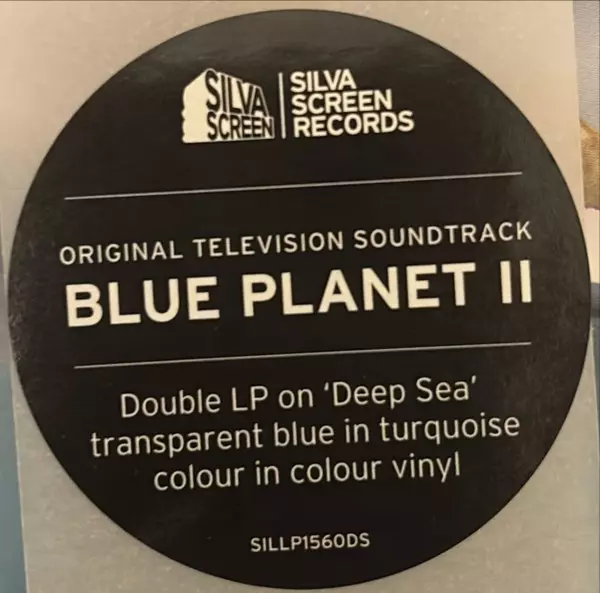 SILVA
SCREEN
SILVA
SCREEN
RECORDS
ORIGINAL TELEVISION SOUNDTRACK
BLUE PLANET II
Double LP on ‘Deep Sea’
transparent blue in turquoise
colour in colour vinyl
SILLP1560DS